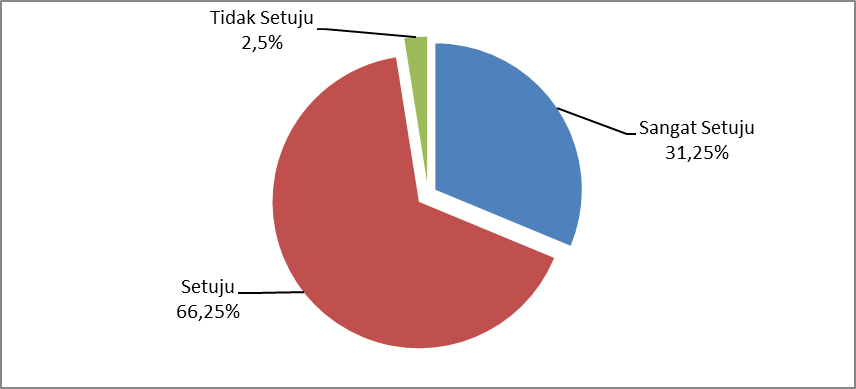 Tidak Setuju
2,5%
Sangat Setuju
31,25%
Setuju
66,25%